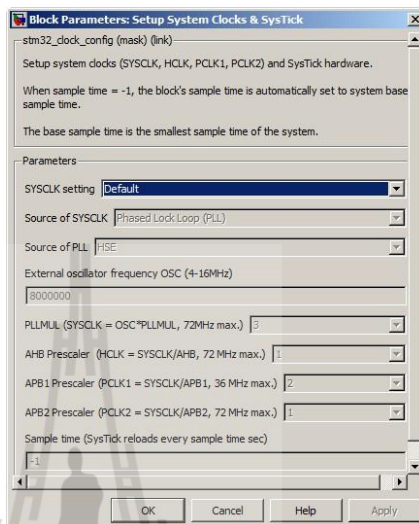 Block Parameters: Setup System Clocks & SysTick
stm32_clock_config (mask) (link)
Setup system clocks (SYSCLK, HCLK, PCLK1, PCLK2) and SysTick hardware.
When sample time = -1, the block's sample time is automatically set to system base
sample time.
The base sample time is the smallest sample time of the system.
Parameters
SYSCLK setting Default
Source of SYSCLK Phased Lock Loop (PLL)
Source of PLL HSE
External oscillator frequency OSC (4-16MHz)
8000000
PLLMUL (SYSCLK = OSC*PLLMUL, 72MHz max.) 3
AHB Prescaler (HCLK = SYSCLK/AHB, 72 MHz max.) 1
APB1 Prescaler (PCLK1 = SYSCLK/APB1, 36 MHz max.) 2
APB2 Prescaler (PCLK2 = SYSCLK/APB2, 72 MHz max.) 1
Sample time (SysTick reloads every sample time sec)
-1
OK Cancel Help Apply